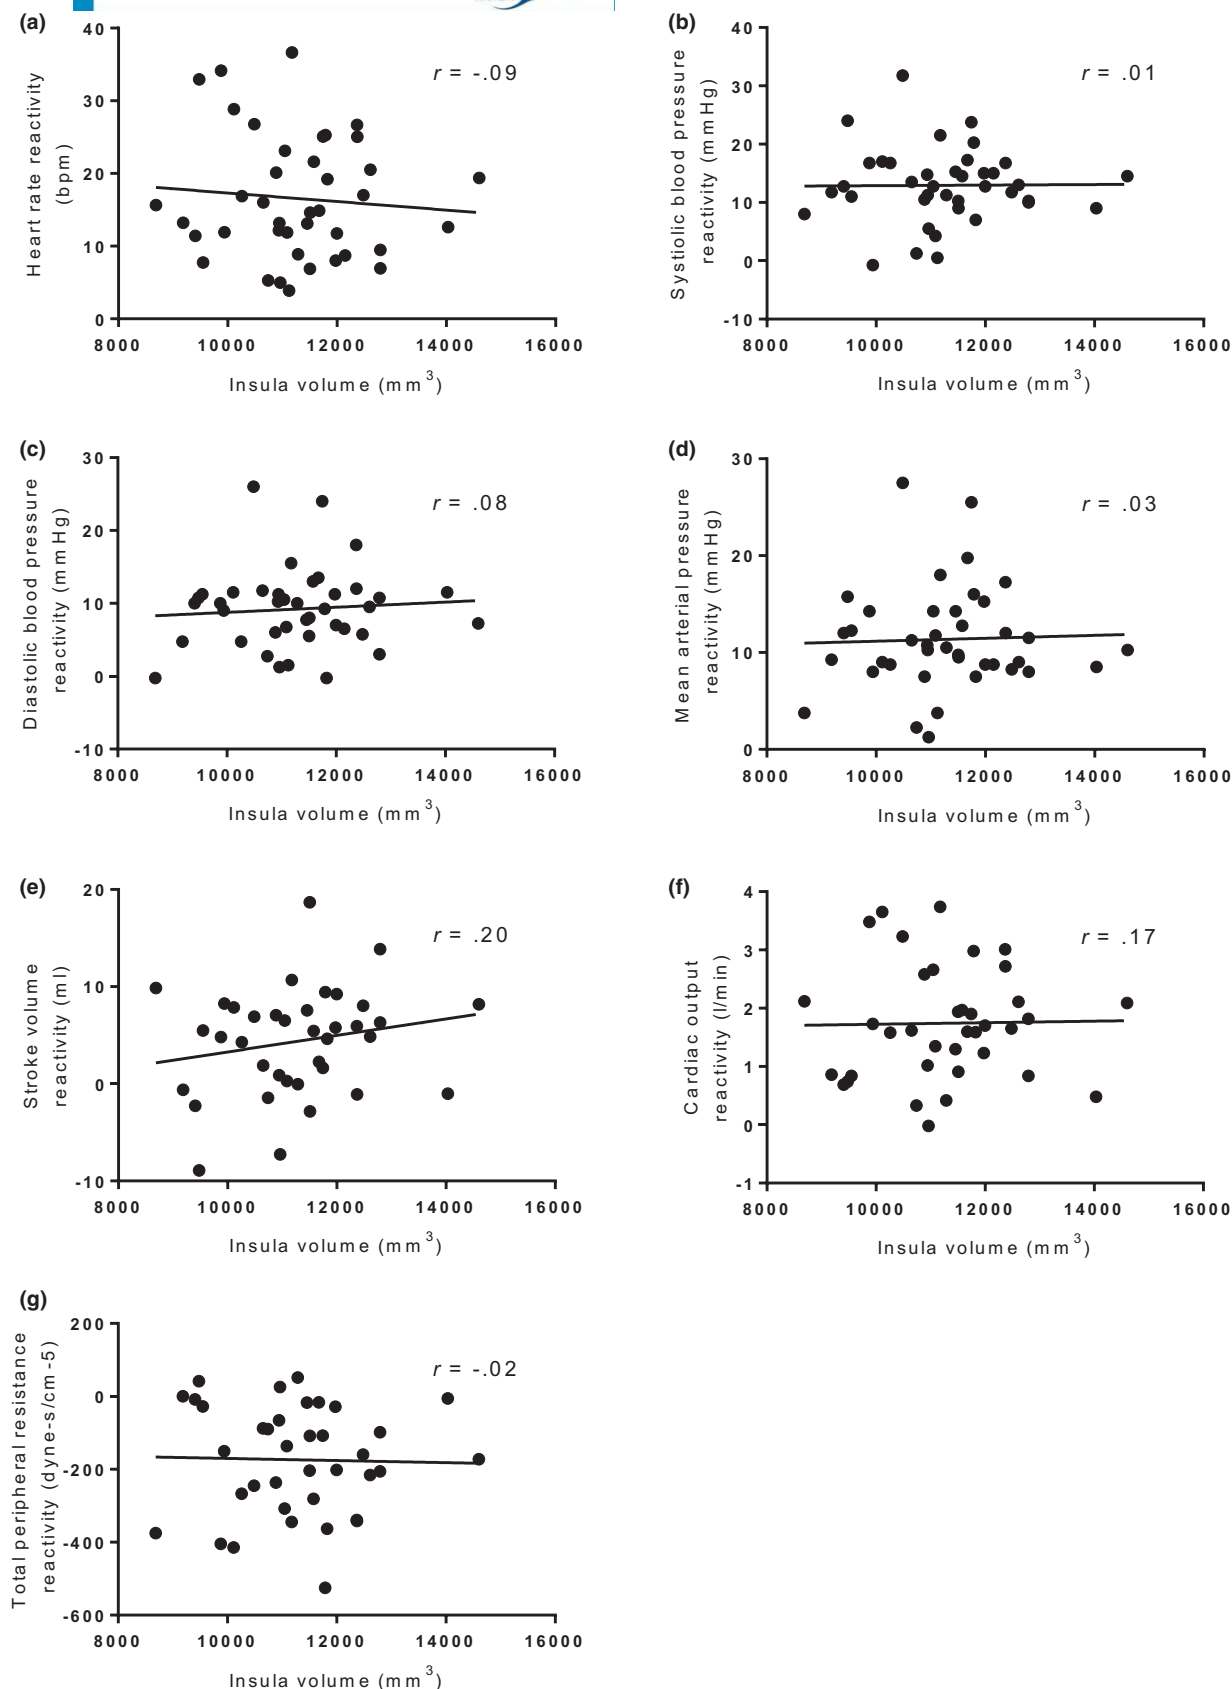 (a)
40
30
20
10
0
Heart rate reactivity
(bpm)
r = -.09
8000 10000 12000 14000 16000
Insula volume (mm3)
(b)
40
30
20
10
0
-10
Systiolic blood pressure
reactivity (mmHg)
r = .01
8000 10000 12000 14000 16000
Insula volume (mm3)
(c)
30
20
10
0
-10
Diastolic blood pressure
reactivity (mmHg)
r = .08
8000 10000 12000 14000 16000
Insula volume (mm3)
(d)
30
20
10
0
Mean arterial pressure
reactivity (mmHg)
r = .03
8000 10000 12000 14000 16000
Insula volume (mm3)
(e)
20
10
0
-10
Stroke volume
reactivity (ml)
r = .20
8000 10000 12000 14000 16000
Insula volume (mm3)
(f)
4
3
2
1
0
-1
Cardiac output
reactivity (l/min)
r = .17
8000 10000 12000 14000 16000
Insula volume (mm3)
(g)
200
0
-200
-400
-600
Total peripheral resistance
reactivity (dyne-s/cm-5)
r = -.02
8000 10000 12000 14000 16000
Insula volume (mm3)